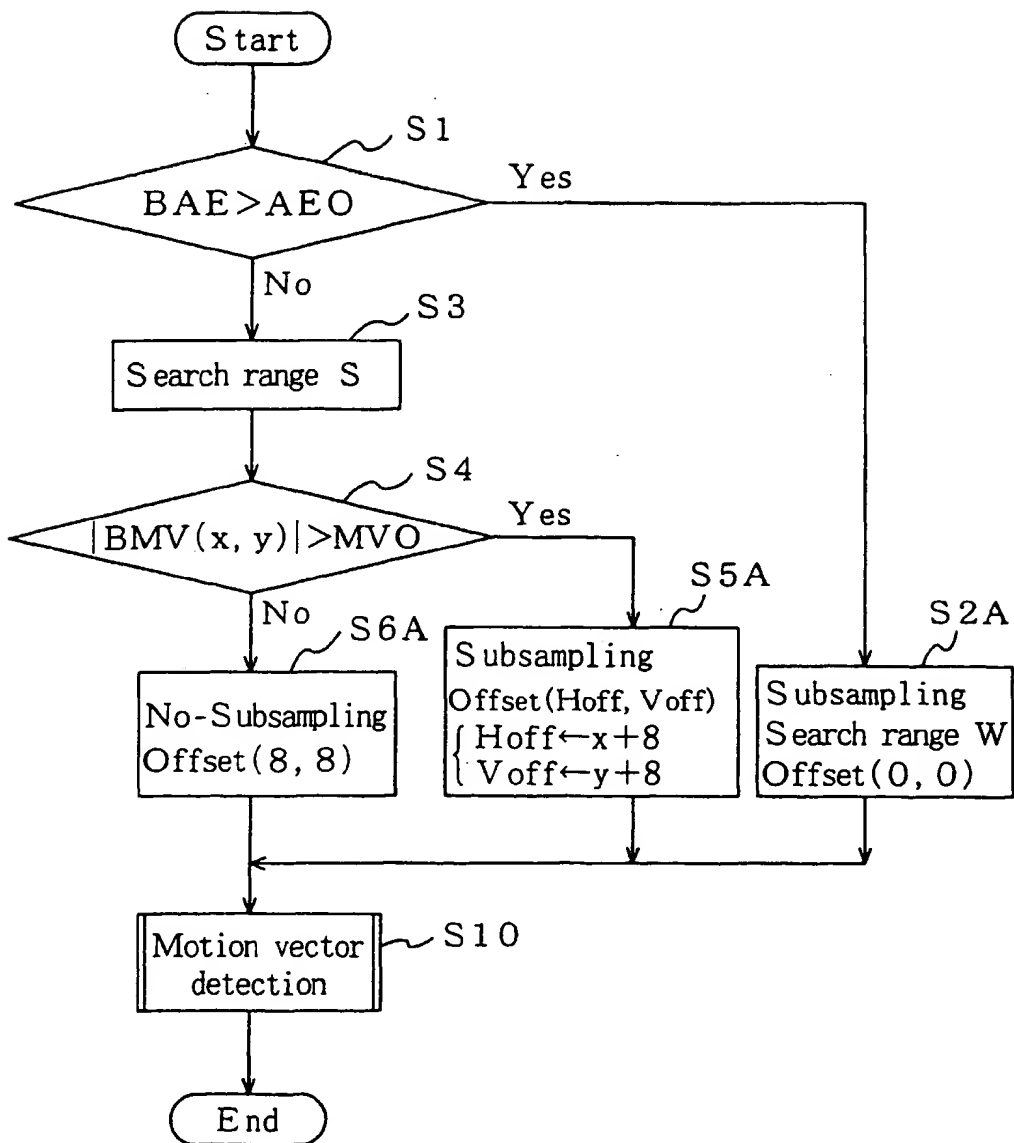 Start
S1
BAE>AEO
Yes
No
S3
Search range S
S4
|BMV(x, y)|>MVO
Yes
No
S6A
No-Subsampling
Offset(8, 8)
S5A
Subsampling
Offset(Hoff, Voff)
{ Hoff←x+8
Voff←y+8
S2A
Subsampling
Search range W
Offset(0, 0)
S10
Motion vector
detection
End